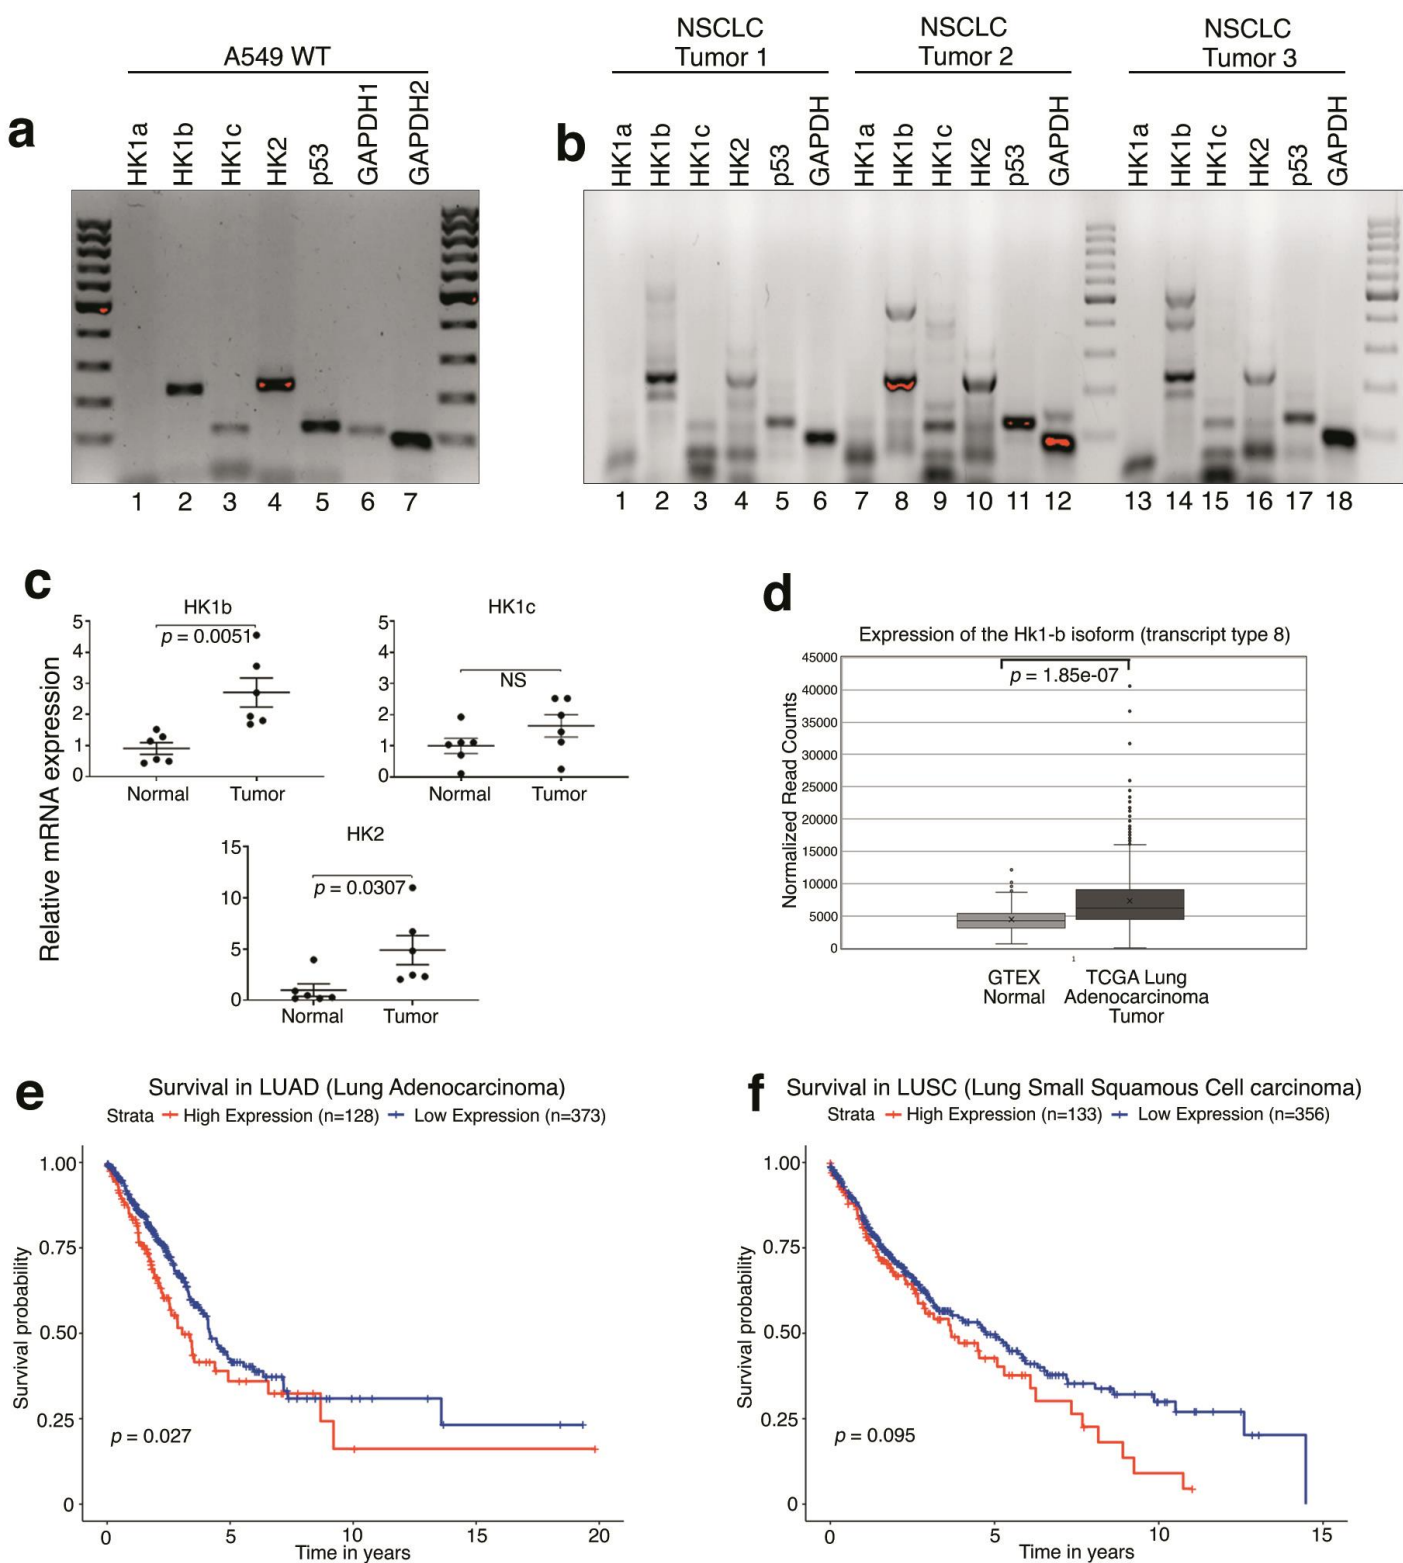 a
A549 WT
HK1a HK1b HK1c HK2 p53 GAPDH1 GAPDH2
1 2 3 4 5 6 7
b
NSCLC
Tumor 1
NSCLC
Tumor 2
NSCLC
Tumor 3
HK1a HK1b HK1c HK2 p53 GAPDH HK1a HK1b HK1c HK2 p53 GAPDH HK1a HK1b HK1c HK2 p53 GAPDH
1 2 3 4 5 6 7 8 9 10 11 12 13 14 15 16 17 18
c
Relative mRNA expression
HK1b
p = 0.0051
5
4
3
2
1
0
Normal Tumor
HK1c
NS
5
4
3
2
1
0
Normal Tumor
HK2
p = 0.0307
15
10
5
0
Normal Tumor
d
Expression of the Hk1-b isoform (transcript type 8)
p = 1.85e-07
Normalized Read Counts
45000
40000
35000
30000
25000
20000
15000
10000
5000
0
1
GTEX
Normal
TCGA Lung
Adenocarcinoma
Tumor
e
Survival in LUAD (Lung Adenocarcinoma)
Strata High Expression (n=128) Low Expression (n=373)
Survival probability
1.00
0.75
0.50
0.25
0
p = 0.027
0 5 10 15 20
Time in years
f
Survival in LUSC (Lung Small Squamous Cell carcinoma)
Strata High Expression (n=133) Low Expression (n=356)
Survival probability
1.00
0.75
0.50
0.25
0
p = 0.095
0 5 10 15
Time in years